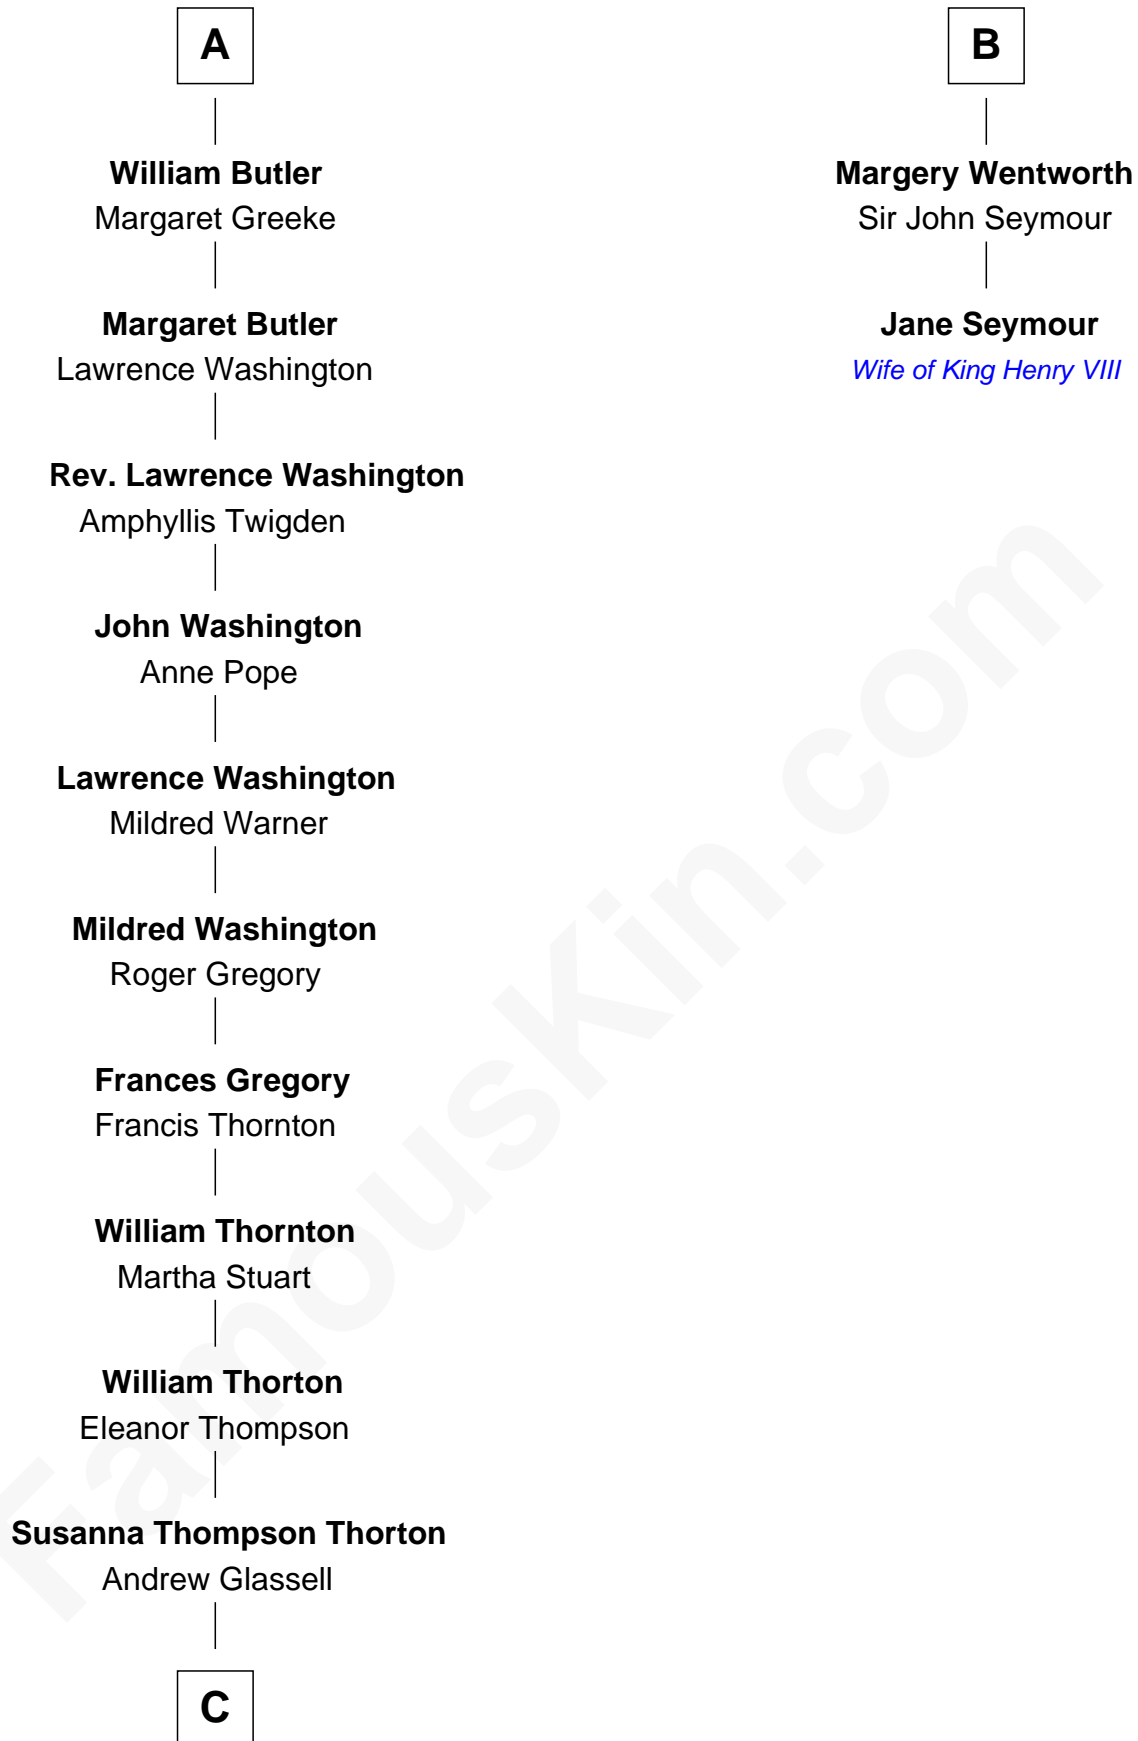 A
William Butler
Margaret Greeke
Margaret Butler
Lawrence Washington
Rev. Lawrence Washington
Amphyllis Twigden
John Washington
Anne Pope
Lawrence Washington
Mildred Warner
Mildred Washington
Roger Gregory
Frances Gregory
Francis Thornton
William Thornton
Martha Stuart
William Thorton
Eleanor Thompson
Susanna Thompson Thorton
Andrew Glassell
C
B
Margery Wentworth
Sir John Seymour
Jane Seymour
Wife of King Henry VIII
FamousKin.com